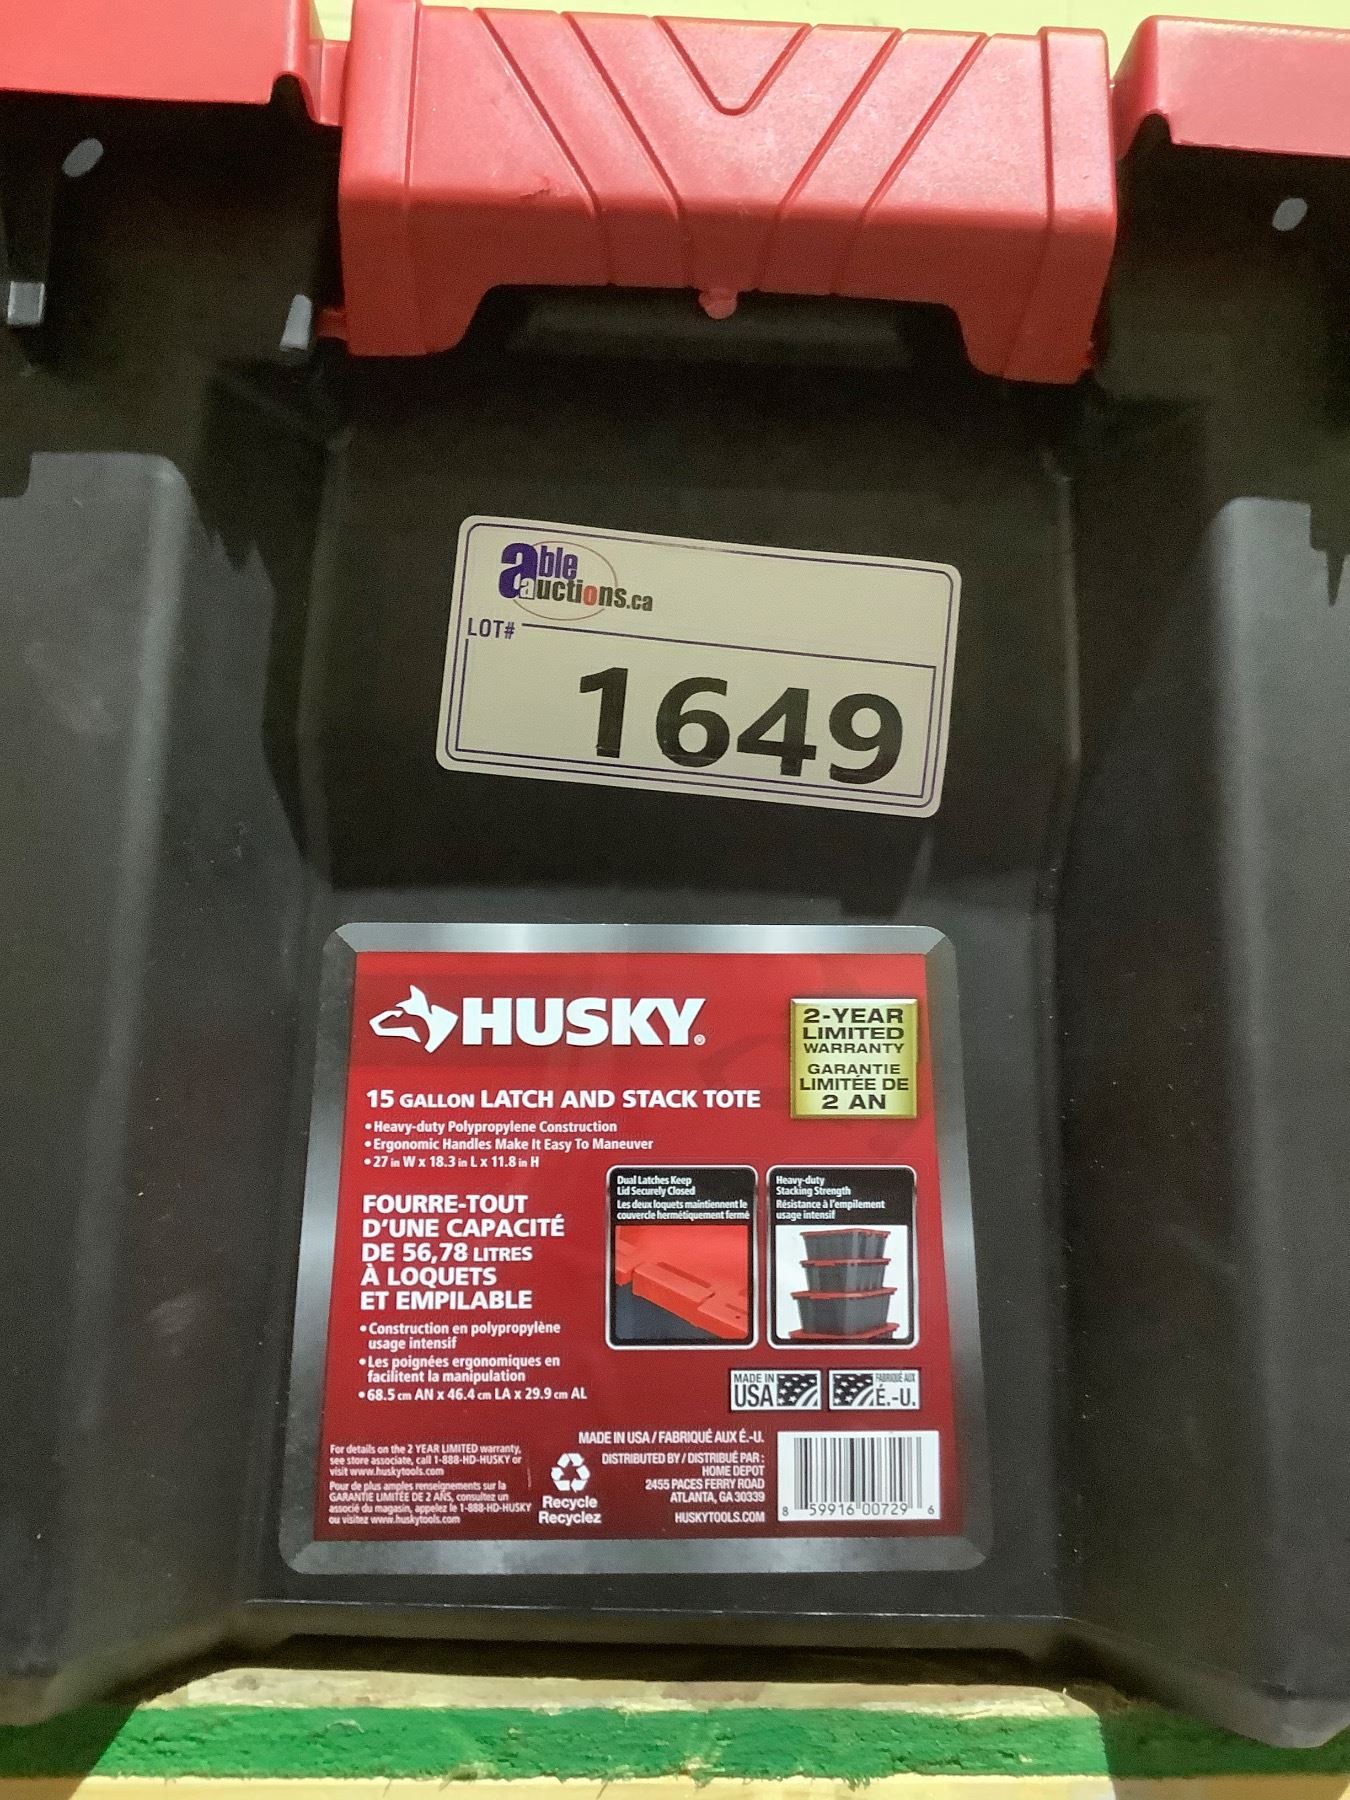 able
auctions.ca
LOT#
1649
HUSKY®
2-YEAR
LIMITED
WARRANTY
GARANTIE
LIMITÉE DE
2 AN
15 GALLON LATCH AND STACK TOTE
• Heavy-duty Polypropylene Construction
• Ergonomic Handles Make It Easy To Maneuver
• 27 in W x 18.3 in L x 11.8 in H
Dual Latches Keep
Lid Securely Closed
Les deux loquets maintiennent le
couvercle hermétiquement fermé
Heavy-duty
Stacking Strength
Résistance à l'empilement
usage intensif
FOURRE-TOUT
D'UNE CAPACITÉ
DE 56,78 LITRES
À LOQUETS
ET EMPILABLE
• Construction en polypropylène
usage intensif
• Les poignées ergonomiques en
facilitent la manipulation
• 68.5 cm AN x 46.4 cm LA x 29.9 cm AL
MADE IN
USA
FABRIQUÉ AUX
É.-U.
For details on the 2 YEAR LIMITED warranty,
see store associate, call 1-888-HD-HUSKY or
visit www.huskytools.com
Pour de plus amples renseignements sur la
GARANTIE LIMITÉE DE 2 ANS, consultez un
associé du magasin, appelez le 1-888-HD-HUSKY
ou visitez www.huskytools.com
Recycle
Recyclez
MADE IN USA / FABRIQUÉ AUX É.-U.
DISTRIBUTED BY / DISTRIBUÉ PAR :
HOME DEPOT
2455 PACES FERRY ROAD
ATLANTA, GA 30339
HUSKYTOOLS.COM
8 59916 00729 6